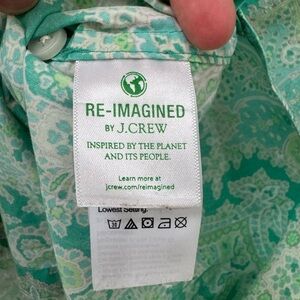 RE-IMAGINED
BY J.CREW
INSPIRED BY THE PLANET
AND ITS PEOPLE.
Learn more at
jcrew.com/reimagined
Lowest Setting.